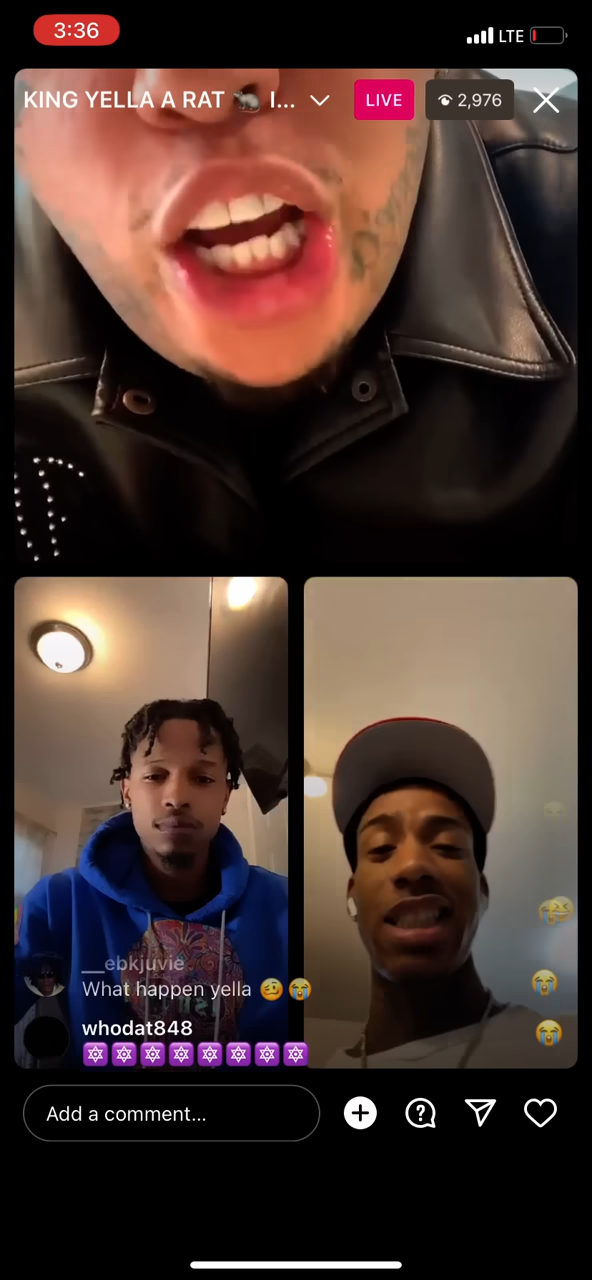 3:36
LTE
KING YELLA A RAT 🐀 I...
LIVE
2,976
__ebkjuvie
What happen yella 🥴😭
whodat848
🔯🔯🔯🔯🔯🔯🔯🔯
Add a comment...